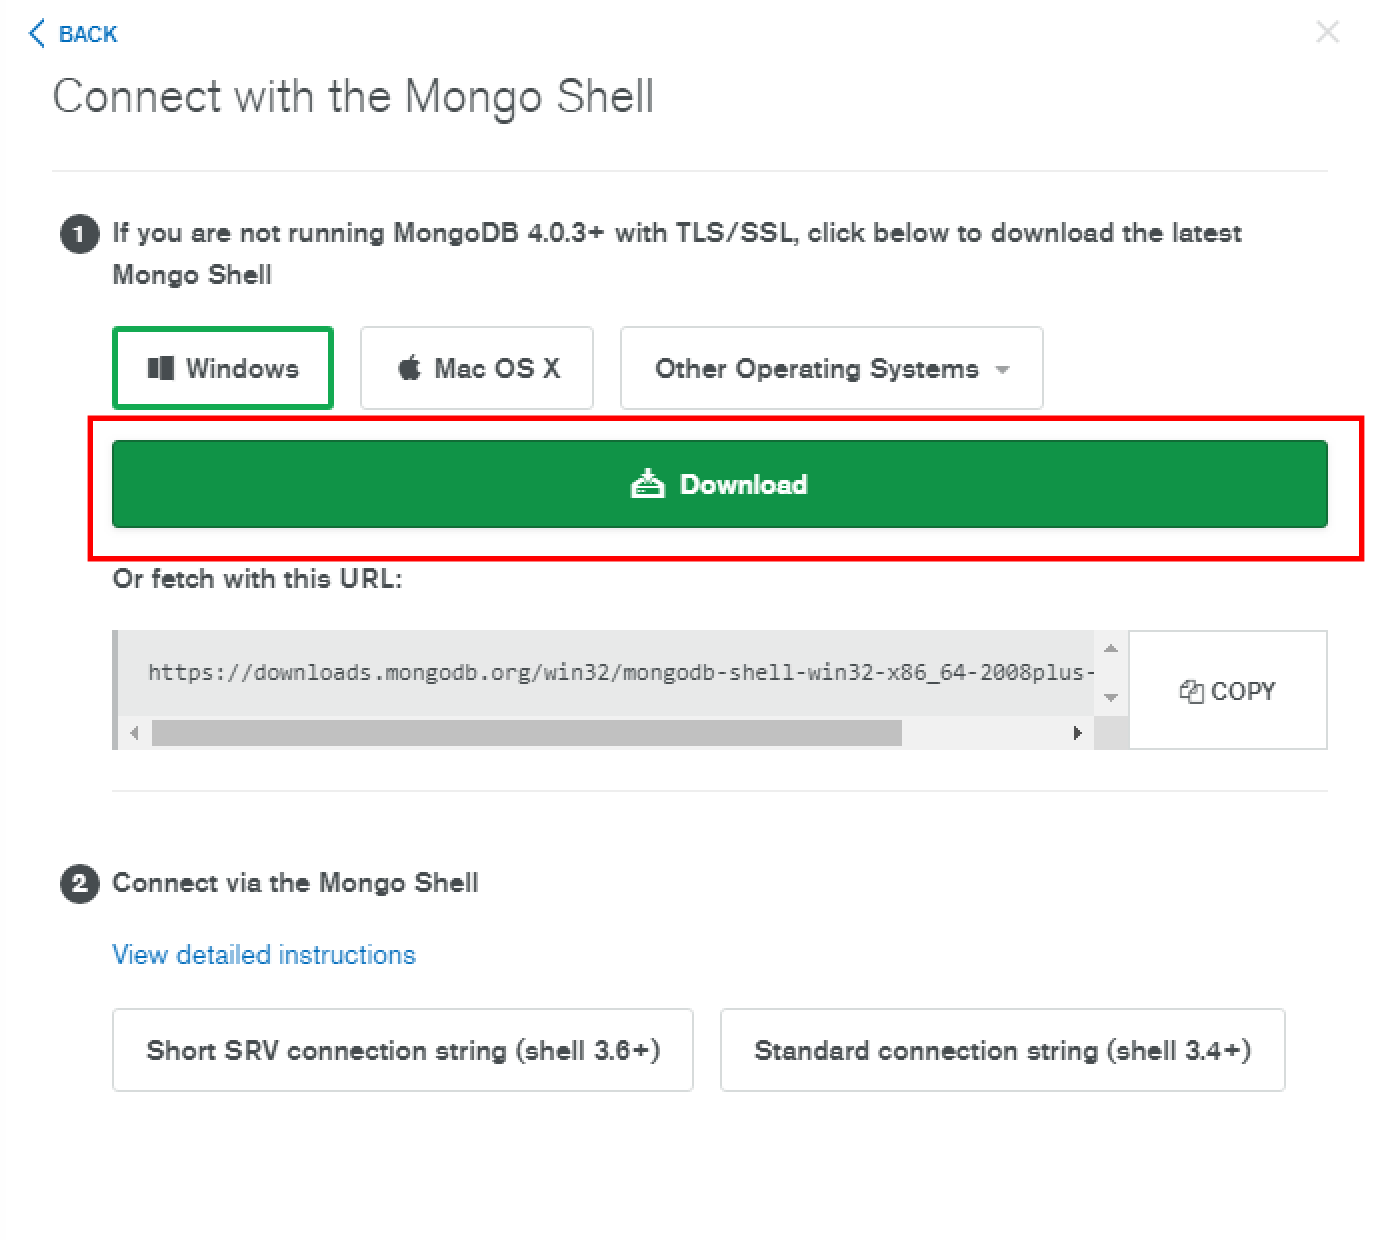 BACK
Connect with the Mongo Shell
1 If you are not running MongoDB 4.0.3+ with TLS/SSL, click below to download the latest
Mongo Shell
Windows
Mac OS X
Other Operating Systems
Download
Or fetch with this URL:
https://downloads.mongodb.org/win32/mongodb-shell-win32-x86_64-2008plus-
COPY
2 Connect via the Mongo Shell
View detailed instructions
Short SRV connection string (shell 3.6+)
Standard connection string (shell 3.4+)